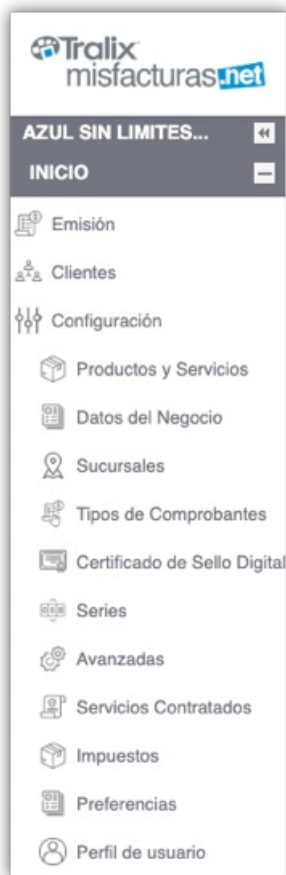 Tralix
misfacturas.net
AZUL SIN LIMITES...
INICIO
Emisión
Clientes
Configuración
Productos y Servicios
Datos del Negocio
Sucursales
Tipos de Comprobantes
Certificado de Sello Digital
Series
Avanzadas
Servicios Contratados
Impuestos
Preferencias
Perfil de usuario